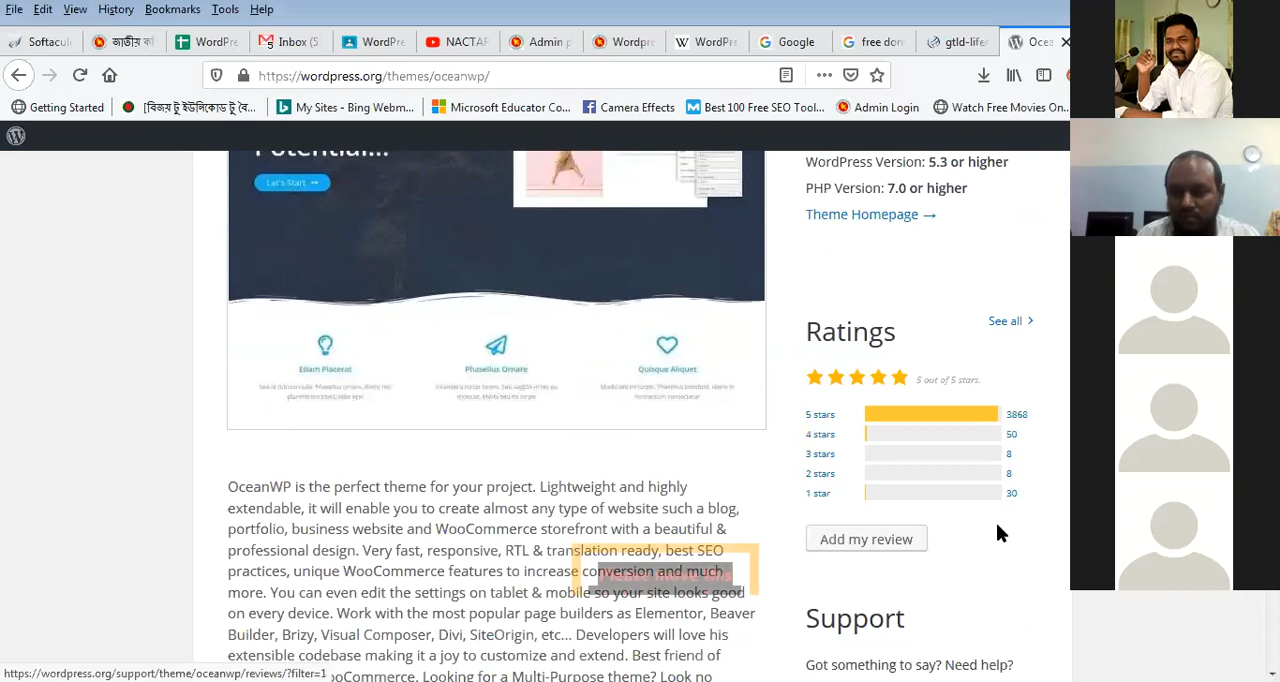 File Edit View History Bookmarks Tools Help
Softacul
জাতীয় ক
WordPre
Inbox (5
WordPre
YouTube
Admin p
Wordpre
WordPr
Google
free dom
gtld-lifer
Ocea
https://wordpress.org/themes/oceanwp/
Getting Started
[বিজয় টু ইউনিকোড টু বৈ...
My Sites - Bing Webm...
Microsoft Educator Co...
Camera Effects
Best 100 Free SEO Tool...
Admin Login
Watch Free Movies On...
Potential...
Let's Start
Etiam Placerat
Phasellus Ornare
Quisque Aliquet
WordPress Version: 5.3 or higher
PHP Version: 7.0 or higher
Theme Homepage →
Ratings
See all
5 out of 5 stars.
5 stars 3868
4 stars 50
3 stars 8
2 stars 8
1 star 30
Add my review
Support
Got something to say? Need help?
OceanWP is the perfect theme for your project. Lightweight and highly
extendable, it will enable you to create almost any type of website such a blog,
portfolio, business website and WooCommerce storefront with a beautiful &
professional design. Very fast, responsive, RTL & translation ready, best SEO
practices, unique WooCommerce features to increase conversion and much
more. You can even edit the settings on tablet & mobile so your site looks good
on every device. Work with the most popular page builders as Elementor, Beaver
Builder, Brizy, Visual Composer, Divi, SiteOrigin, etc... Developers will love his
extensible codebase making it a joy to customize and extend. Best friend of
ooCommerce. Looking for a Multi-Purpose theme? Look no
https://wordpress.org/support/theme/oceanwp/reviews/?filter=1